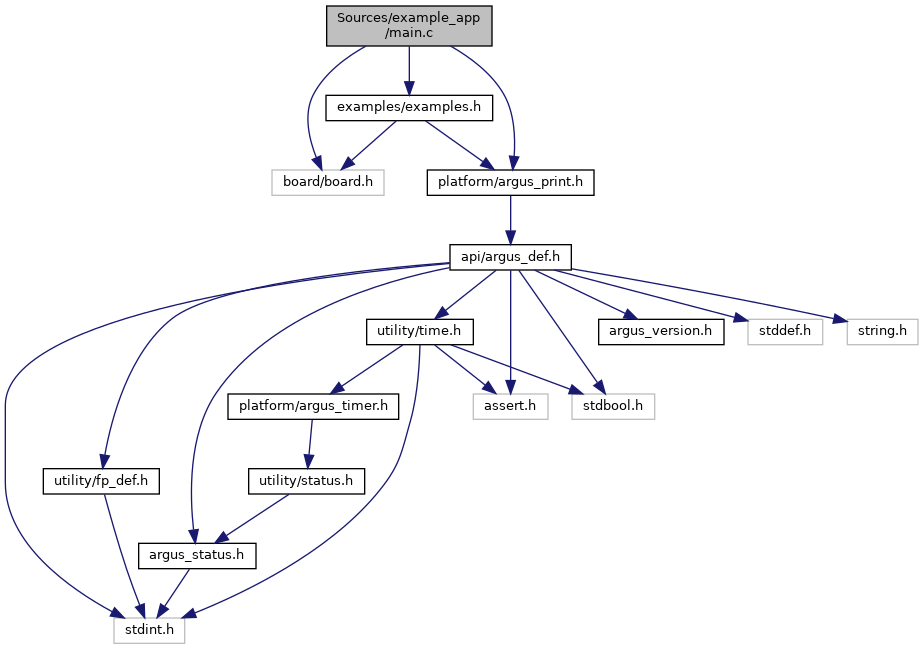 Sources/example_app
/main.c
examples/examples.h
board/board.h
platform/argus_print.h
api/argus_def.h
utility/time.h
argus_version.h
stddef.h
string.h
platform/argus_timer.h
assert.h
stdbool.h
utility/fp_def.h
utility/status.h
argus_status.h
stdint.h